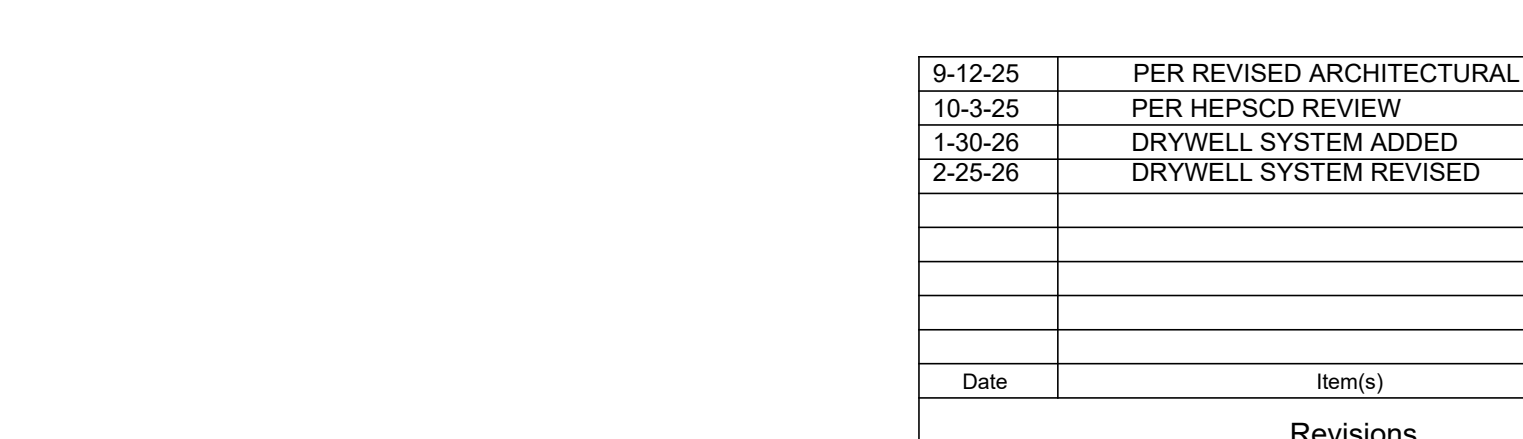 9-12-25 PER REVISED ARCHITECTURAL
10-3-25 PER HEPSCD REVIEW
1-30-26 DRYWELL SYSTEM ADDED
2-25-26 DRYWELL SYSTEM REVISED
Date Item(s)
Revisions